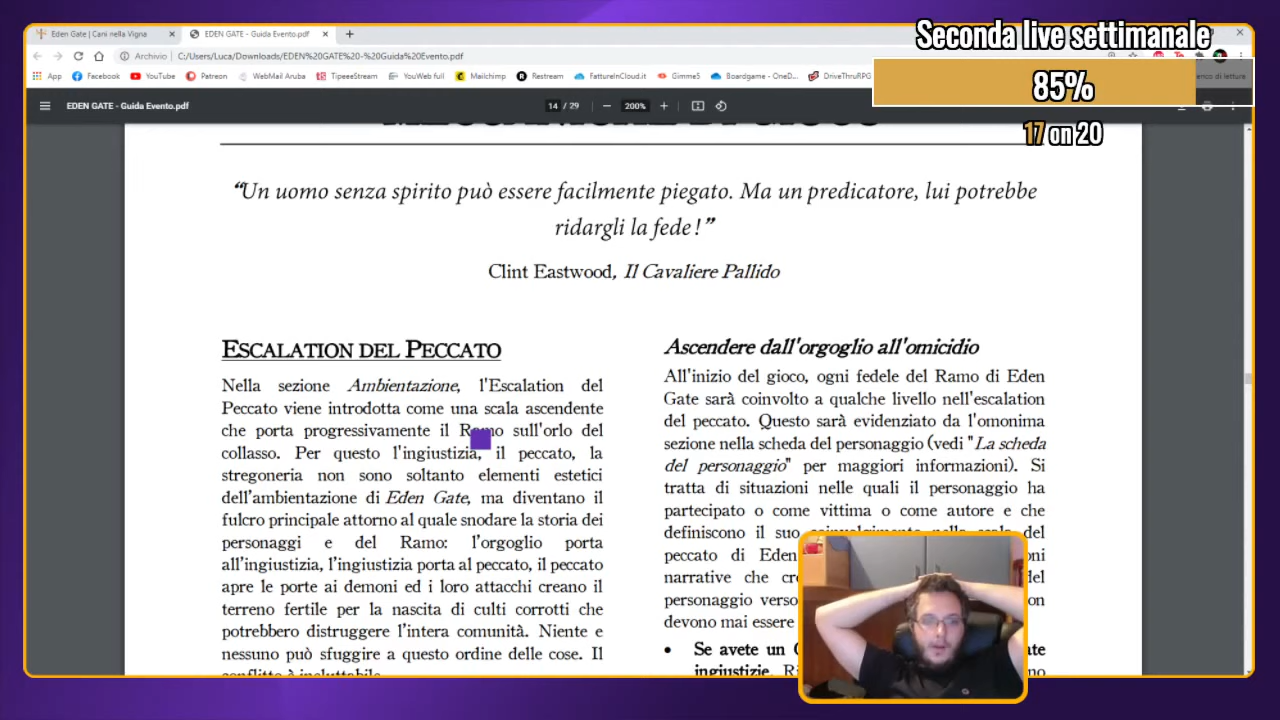 Seconda live settimanale
85%
17 on 20
Eden Gate | Cani nella Vigna
EDEN GATE - Guida Evento.pdf
Archivio
C:/Users/Luca/Downloads/EDEN%20GATE%20-%20Guida%20Evento.pdf
App Facebook YouTube Patreon WebMail Aruba TipeeeStream YouWeb full Mailchimp Restream FattureInCloud.it Gimme5 Boardgame - OneD... DriveThruRPG
EDEN GATE - Guida Evento.pdf
14 / 29
200%
“Un uomo senza spirito può essere facilmente piegato. Ma un predicatore, lui potrebbe
ridargli la fede!”
Clint Eastwood, Il Cavaliere Pallido
ESCALATION DEL PECCATO
Nella sezione Ambientazione, l'Escalation del
Peccato viene introdotta come una scala ascendente
che porta progressivamente il Ramo sull'orlo del
collasso. Per questo l'ingiustizia, il peccato, la
stregoneria non sono soltanto elementi estetici
dell'ambientazione di Eden Gate, ma diventano il
fulcro principale attorno al quale snodare la storia dei
personaggi e del Ramo: l'orgoglio porta
all'ingiustizia, l'ingiustizia porta al peccato, il peccato
apre le porte ai demoni ed i loro attacchi creano il
terreno fertile per la nascita di culti corrotti che
potrebbero distruggere l'intera comunità. Niente e
nessuno può sfuggire a questo ordine delle cose. Il
conflitto è ineluttabile.
Ascendere dall'orgoglio all'omicidio
All'inizio del gioco, ogni fedele del Ramo di Eden
Gate sarà coinvolto a qualche livello nell'escalation
del peccato. Questo sarà evidenziato da l'omonima
sezione nella scheda del personaggio (vedi "La scheda
del personaggio" per maggiori informazioni). Si
tratta di situazioni nelle quali il personaggio ha
partecipato o come vittima o come autore e che
definiscono il suo coinvolgimento nella scala del
peccato di Eden
narrative che
personaggio verso
devono mai essere
• Se avete un
ingiustizie.